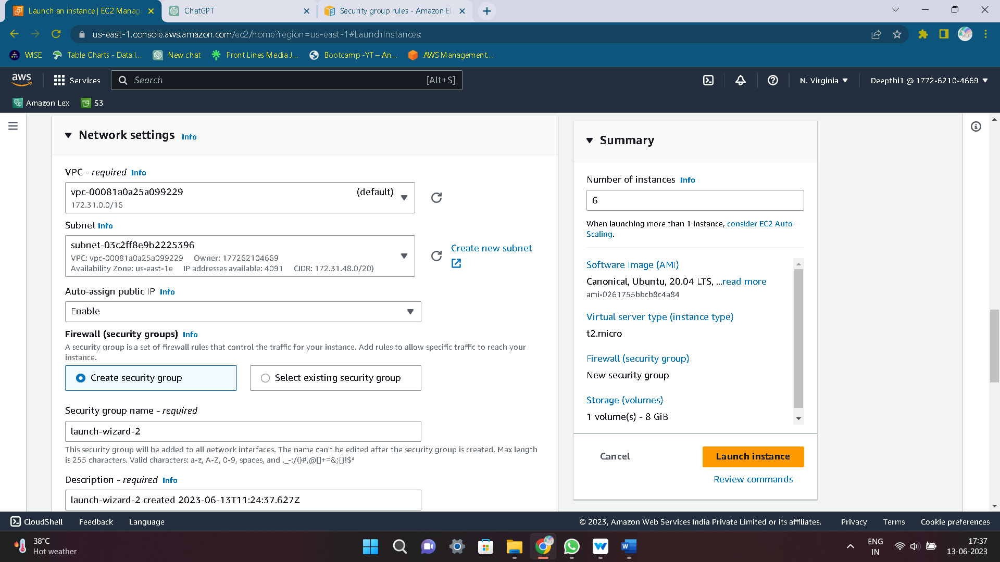 Launch an instance | EC2 Manage
ChatGPT
Security group rules - Amazon El
us-east-1.console.aws.amazon.com/ec2/home?region=us-east-1#LaunchInstances:
WISE
Table Charts - Data I...
New chat
Front Lines Media J...
Bootcamp -YT – An...
AWS Management...
aws
Services
Search
[Alt+S]
N. Virginia
Deepthi1 @ 1772-6210-4669
Amazon Lex
S3
Network settings Info
VPC - required Info
vpc-00081a0a25a099229 (default)
172.31.0.0/16
Subnet Info
subnet-03c2ff8e9b2225396
VPC: vpc-00081a0a25a099229 Owner: 177262104669
Availability Zone: us-east-1e IP addresses available: 4091 CIDR: 172.31.48.0/20)
Create new subnet
Auto-assign public IP Info
Enable
Firewall (security groups) Info
A security group is a set of firewall rules that control the traffic for your instance. Add rules to allow specific traffic to reach your
instance.
Create security group
Select existing security group
Security group name - required
launch-wizard-2
This security group will be added to all network interfaces. The name can't be edited after the security group is created. Max length
is 255 characters. Valid characters: a-z, A-Z, 0-9, spaces, and ._-:/()#,@[]+=&;{}!$*
Description - required Info
launch-wizard-2 created 2023-06-13T11:24:37.627Z
Summary
Number of instances Info
6
When launching more than 1 instance, consider EC2 Auto
Scaling.
Software Image (AMI)
Canonical, Ubuntu, 20.04 LTS, ...read more
ami-0261755bbcb8c4a84
Virtual server type (instance type)
t2.micro
Firewall (security group)
New security group
Storage (volumes)
1 volume(s) - 8 GiB
Cancel
Launch instance
Review commands
CloudShell
Feedback
Language
© 2023, Amazon Web Services India Private Limited or its affiliates.
Privacy
Terms
Cookie preferences
38°C
Hot weather
ENG
IN
17:37
13-06-2023